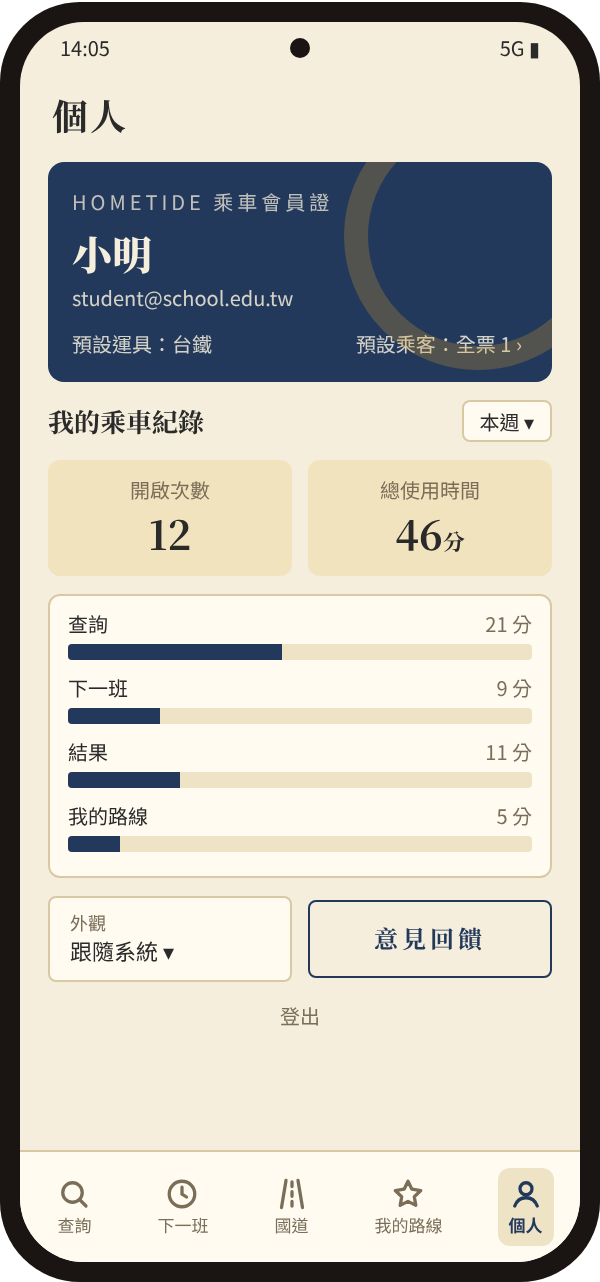 14:05 5G
個人
HOMETIDE 乘車會員證
小明
student@school.edu.tw
預設運具：台鐵 預設乘客：全票 1 ›
我的乘車紀錄 本週 ▾
開啟次數 總使用時間
12 46分
查詢 21 分
下一班 9 分
結果 11 分
我的路線 5 分
外觀
跟隨系統 ▾ 意見回饋
登出
查詢 下一班 國道 我的路線 個人